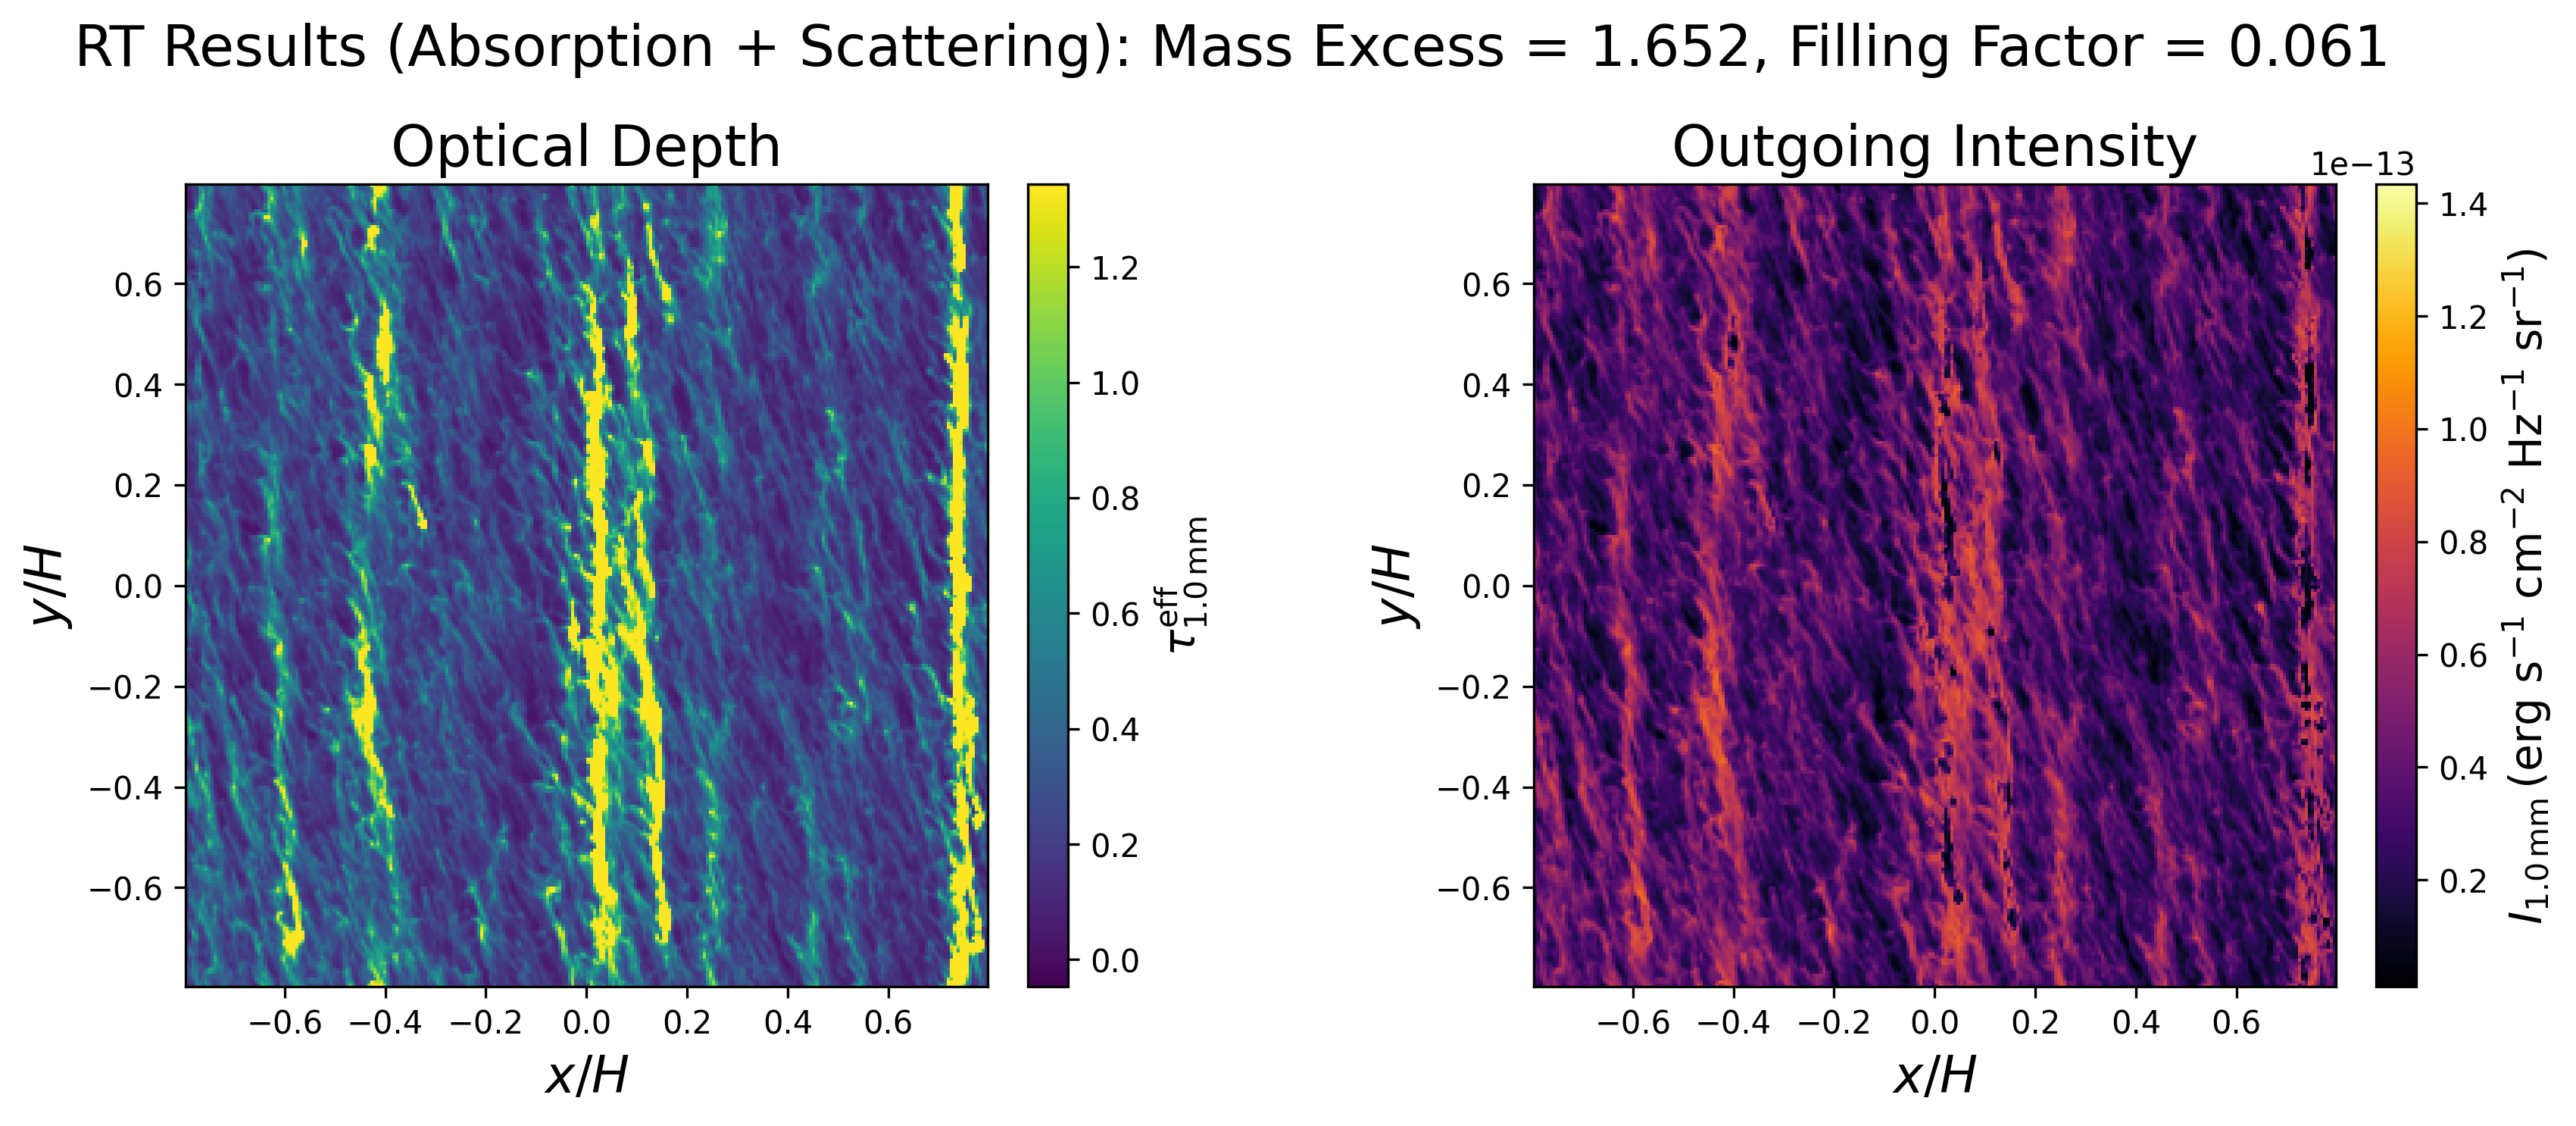 RT Results (Absorption + Scattering): Mass Excess = 1.652, Filling Factor = 0.061
Optical Depth
0.6
0.4
0.2
0.0
−0.2
−0.4
−0.6
y/H
−0.6 −0.4 −0.2 0.0 0.2 0.4 0.6
x/H
1.2
1.0
0.8
0.6
0.4
0.2
0.0
τ^eff_1.0 mm
Outgoing Intensity
0.6
0.4
0.2
0.0
−0.2
−0.4
−0.6
y/H
−0.6 −0.4 −0.2 0.0 0.2 0.4 0.6
x/H
1e−13
1.4
1.2
1.0
0.8
0.6
0.4
0.2
I_1.0 mm (erg s⁻¹ cm⁻² Hz⁻¹ sr⁻¹)